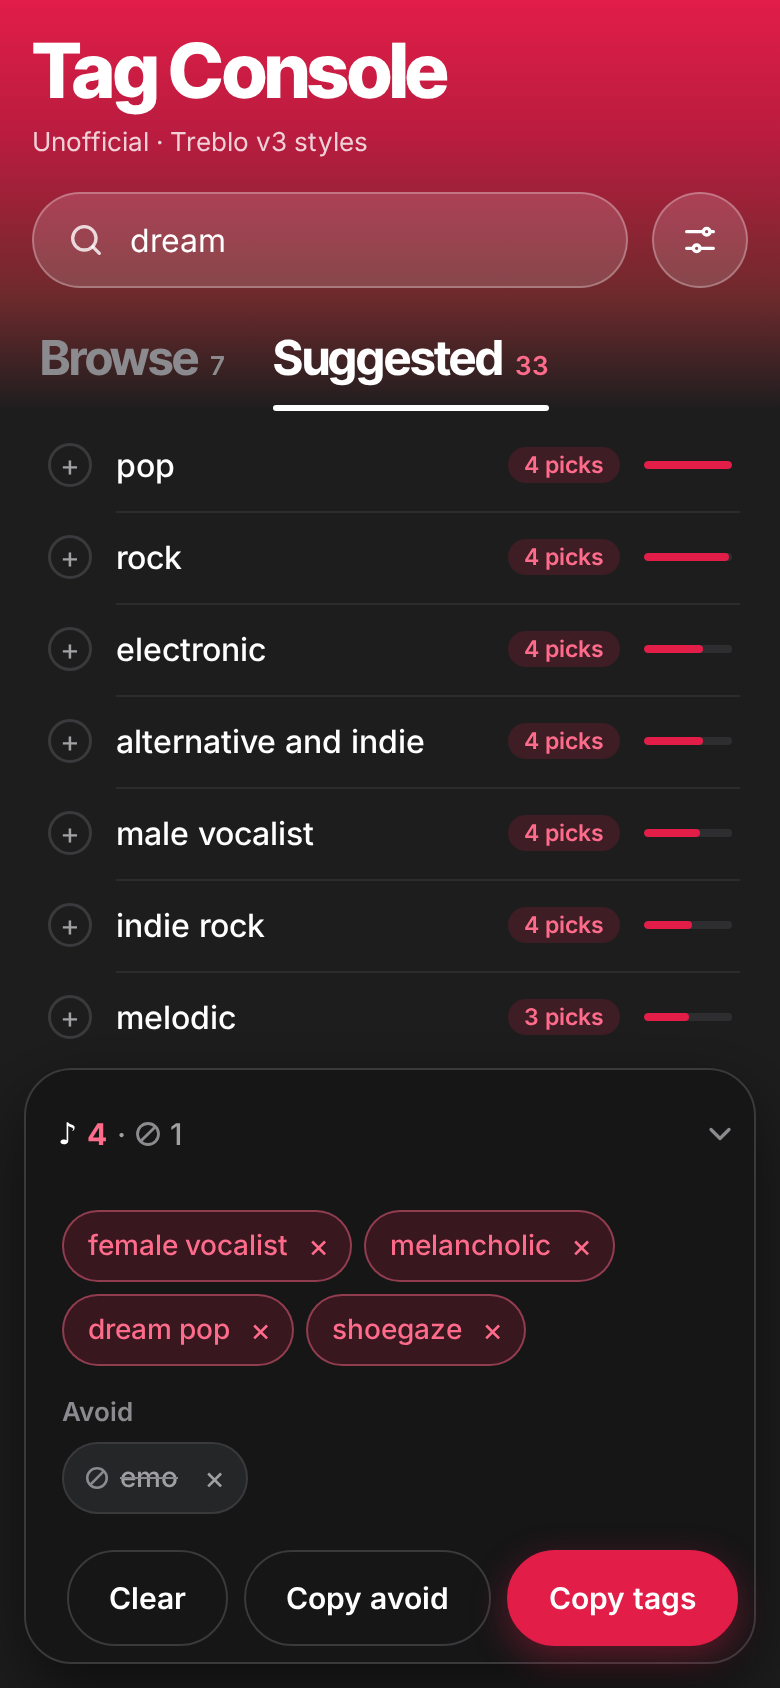 Tag Console
Unofficial · Treblo v3 styles
dream
Browse 7 Suggested 33
pop 4 picks
rock 4 picks
electronic 4 picks
alternative and indie 4 picks
male vocalist 4 picks
indie rock 4 picks
melodic 3 picks
♪ 4 · 1
female vocalist × melancholic ×
dream pop × shoegaze ×
Avoid
emo ×
Clear Copy avoid Copy tags